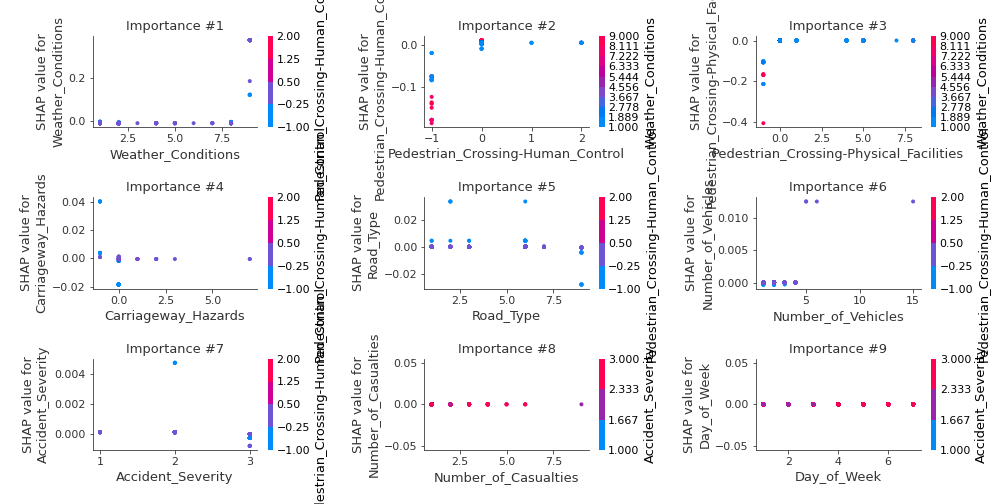 Importance #1
SHAP value for
Weather_Conditions
0.2
0.0
2.5
5.0
7.5
Weather_Conditions
2.00
1.25
0.50
−0.25
−1.00
Importance #2
SHAP value for
Pedestrian_Crossing-Human_Co
0.0
−0.1
−1
0
1
2
Pedestrian_Crossing-Human_Control
9.000
8.111
7.222
6.333
5.444
4.556
3.667
2.778
1.889
1.000
Weather_Conditions
Importance #3
SHAP value for
Pedestrian_Crossing-Physical_Fa
0.0
−0.2
−0.4
0.0
2.5
5.0
7.5
Pedestrian_Crossing-Physical_Facilities
9.000
8.111
7.222
6.333
5.444
4.556
3.667
2.778
1.889
1.000
Weather_Conditions
Importance #4
SHAP value for
Carriageway_Hazards
0.04
0.02
0.00
−0.02
0.0
2.5
5.0
Carriageway_Hazards
2.00
1.25
0.50
−0.25
−1.00
Importance #5
SHAP value for
Road_Type
0.02
0.00
−0.02
2.5
5.0
7.5
Road_Type
2.00
1.25
0.50
−0.25
−1.00
Pedestrian_Crossing-Human_Control
Importance #6
SHAP value for
Number_of_Vehicles
0.010
0.005
0.000
5
10
15
Number_of_Vehicles
2.00
1.25
0.50
−0.25
−1.00
Pedestrian_Crossing-Human_Control
Importance #7
SHAP value for
Accident_Severity
0.004
0.002
0.000
1
2
3
Accident_Severity
2.00
1.25
0.50
−0.25
−1.00
Importance #8
SHAP value for
Number_of_Casualties
0.05
0.00
−0.05
2.5
5.0
7.5
Number_of_Casualties
3.000
2.333
1.667
1.000
Accident_Severity
Importance #9
SHAP value for
Day_of_Week
0.05
0.00
−0.05
2
4
6
Day_of_Week
3.000
2.333
1.667
1.000
Accident_Severity